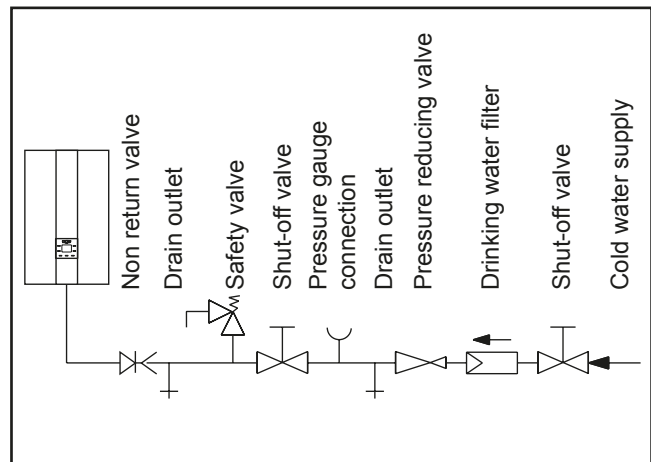 Non return valve
Drain outlet
Safety valve
Shut-off valve
Pressure gauge
connection
Drain outlet
Pressure reducing valve
Drinking water filter
Shut-off valve
Cold water supply